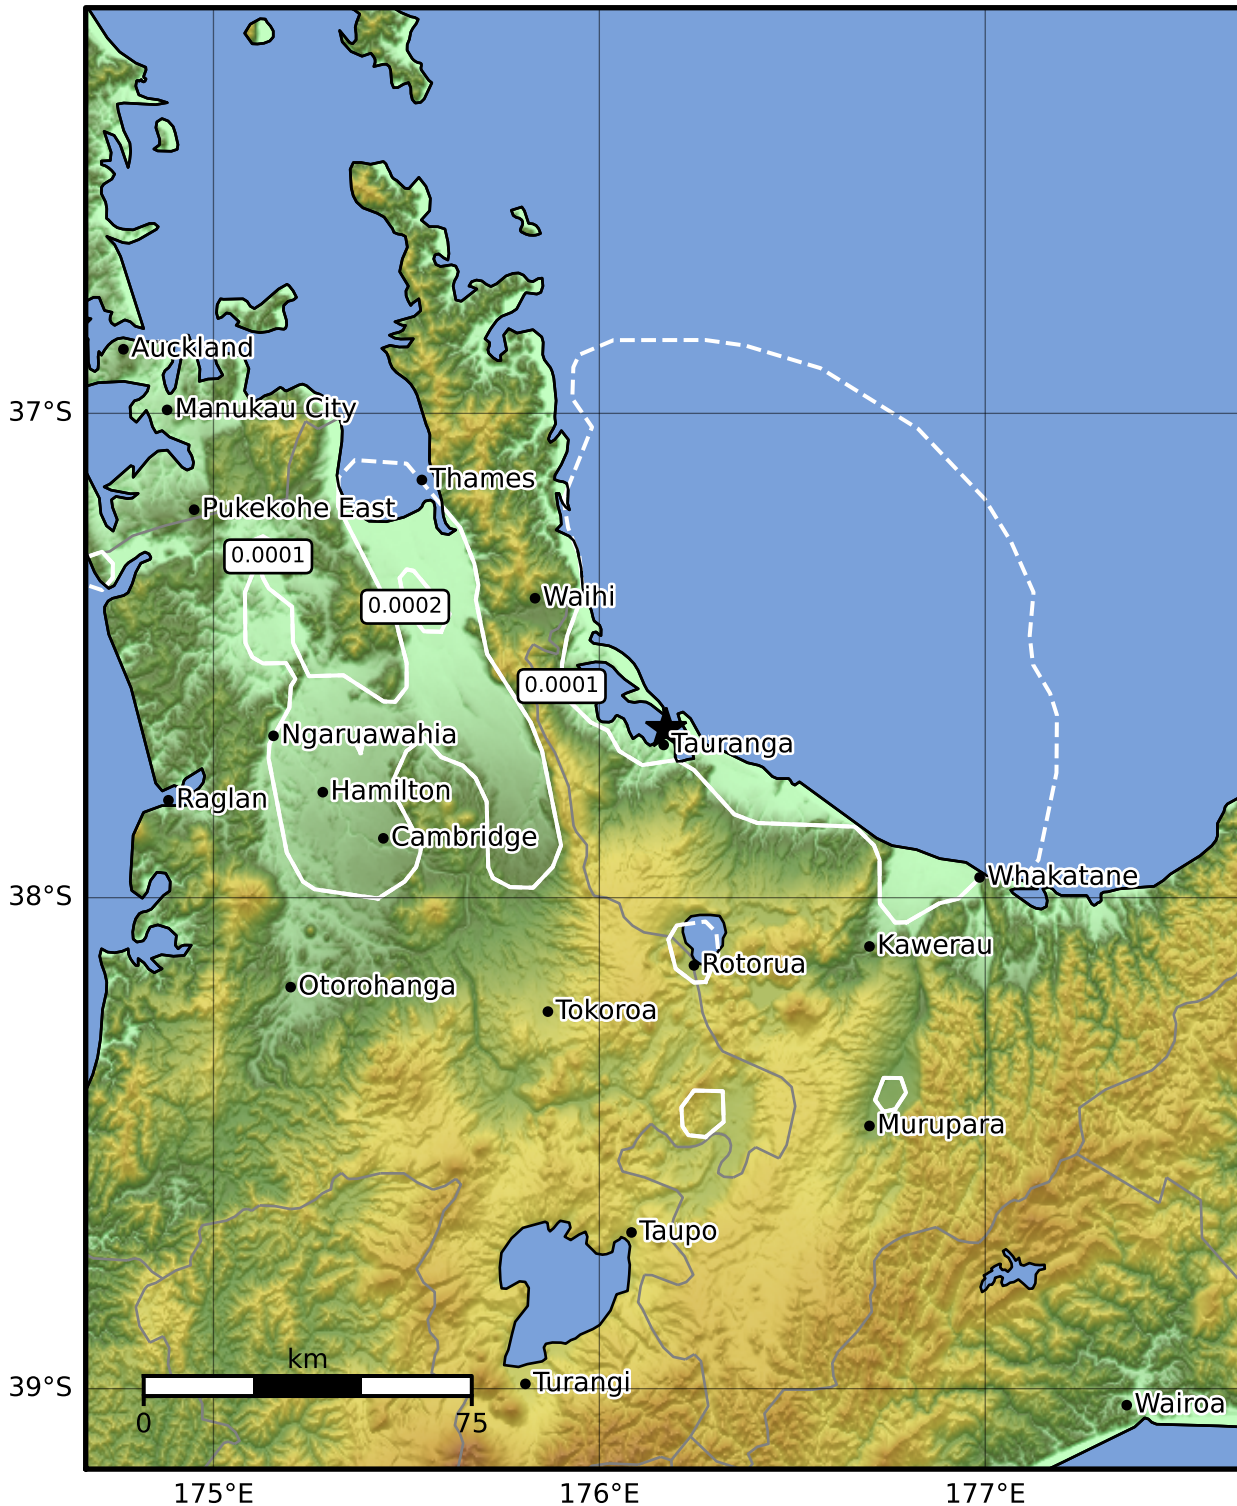 Auckland
37°S
Manukau City
Thames
Pukekohe East
0.0001
0.0002
Waihi
0.0001
Ngaruawahia
Tauranga
Raglan
Hamilton
Cambridge
38°S
Whakatane
Kawerau
Rotorua
Otorohanga
Tokoroa
Murupara
Taupo
km
0
75
39°S
Turangi
Wairoa
175°E
176°E
177°E